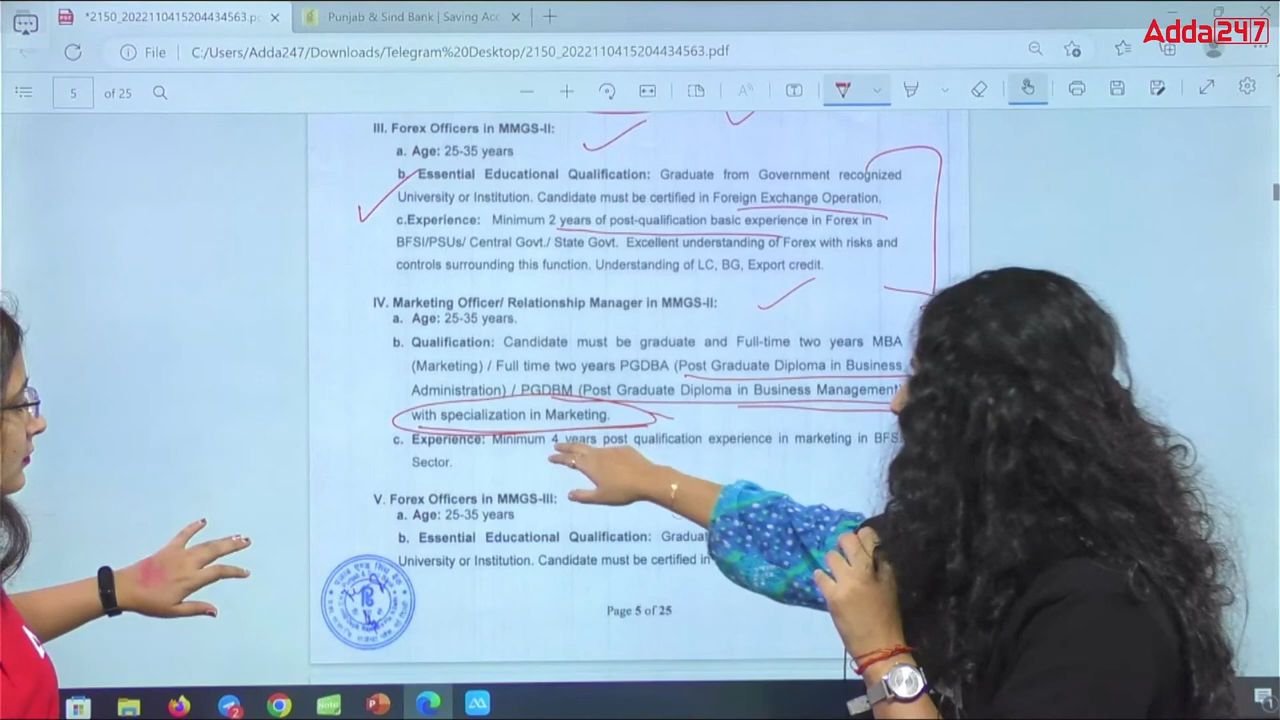 *2150_2022110415204434563.p
Punjab & Sind Bank | Saving Acc
Adda247
File
C:/Users/Adda247/Downloads/Telegram%20Desktop/2150_2022110415204434563.pdf
5 of 25
III. Forex Officers in MMGS-II:
a. Age: 25-35 years
b. Essential Educational Qualification: Graduate from Government recognized
University or Institution. Candidate must be certified in Foreign Exchange Operation.
c.Experience: Minimum 2 years of post-qualification basic experience in Forex in
BFSI/PSUs/ Central Govt./ State Govt. Excellent understanding of Forex with risks and
controls surrounding this function. Understanding of LC, BG, Export credit.
IV. Marketing Officer/ Relationship Manager in MMGS-II:
a. Age: 25-35 years.
b. Qualification: Candidate must be graduate and Full-time two years MBA
(Marketing) / Full time two years PGDBA (Post Graduate Diploma in Business
Administration) / PGDBM (Post Graduate Diploma in Business Management)
with specialization in Marketing.
c. Experience: Minimum 4 years post qualification experience in marketing in BFS
Sector.
V. Forex Officers in MMGS-III:
a. Age: 25-35 years
b. Essential Educational Qualification: Graduat
University or Institution. Candidate must be certified in
Page 5 of 25